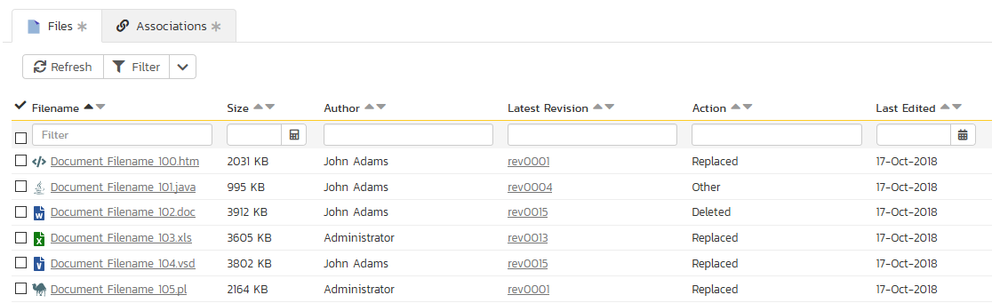 Files *
Associations *
Refresh Filter
Filename Size Author Latest Revision Action Last Edited
Filter
Document Filename 100.htm 2031 KB John Adams rev0001 Replaced 17-Oct-2018
Document Filename 101.java 995 KB John Adams rev0004 Other 17-Oct-2018
Document Filename 102.doc 3912 KB John Adams rev0015 Deleted 17-Oct-2018
Document Filename 103.xls 3605 KB Administrator rev0013 Replaced 17-Oct-2018
Document Filename 104.vsd 3802 KB John Adams rev0015 Replaced 17-Oct-2018
Document Filename 105.pl 2164 KB Administrator rev0001 Replaced 17-Oct-2018